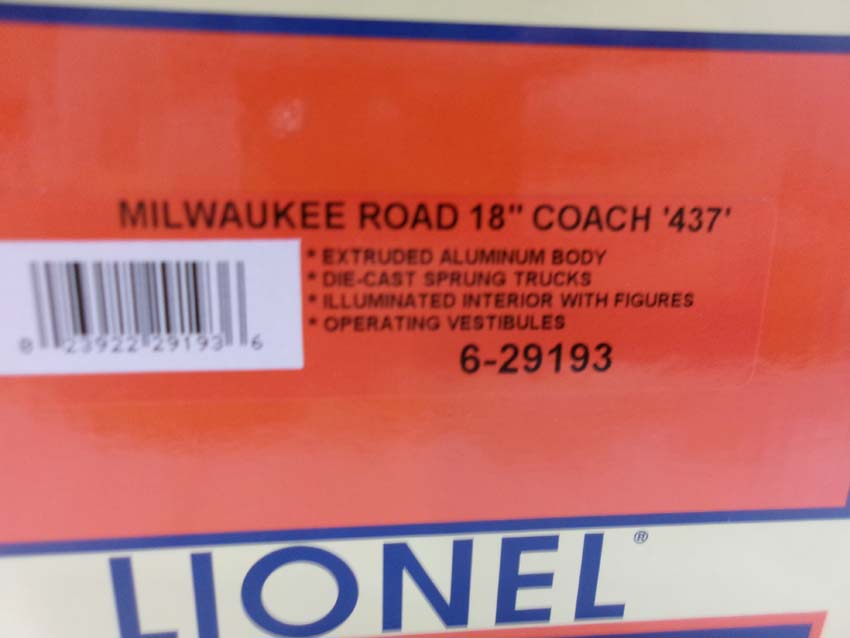 MILWAUKEE ROAD 18" COACH '437'
* EXTRUDED ALUMINUM BODY
* DIE-CAST SPRUNG TRUCKS
* ILLUMINATED INTERIOR WITH FIGURES
* OPERATING VESTIBULES
6-29193
0 23922 29193 6
LIONEL®